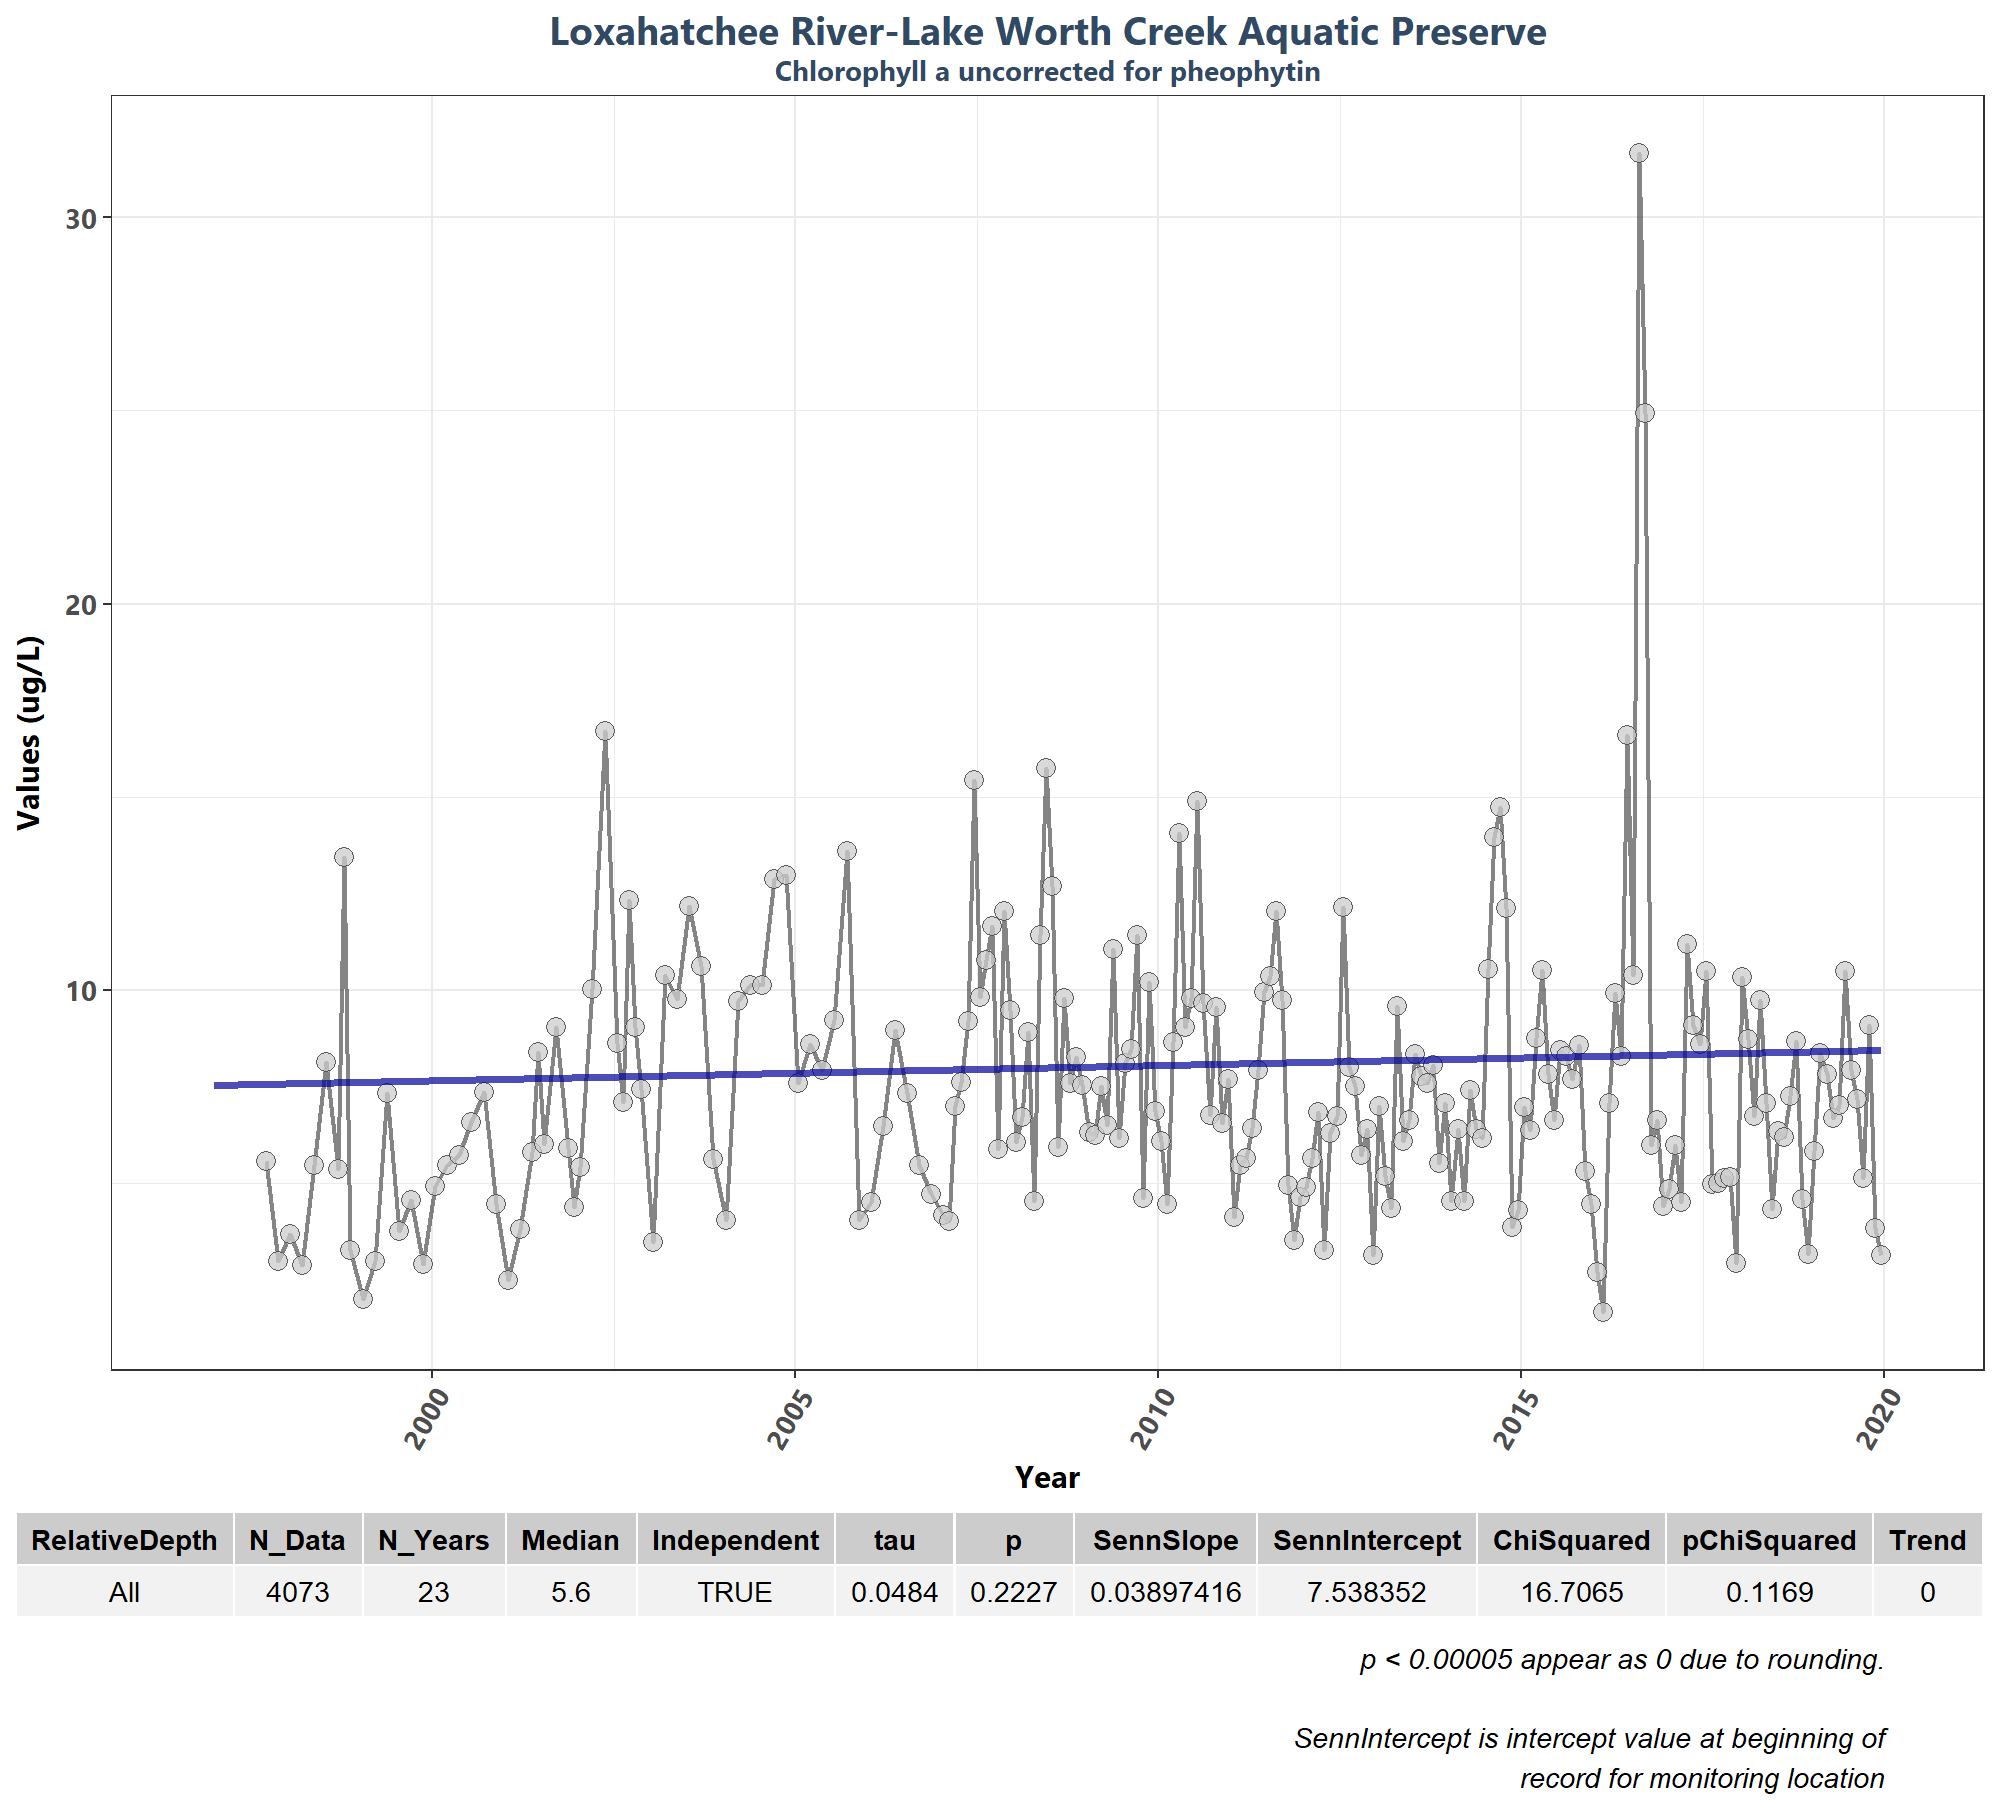 Loxahatchee River-Lake Worth Creek Aquatic Preserve
Chlorophyll a uncorrected for pheophytin
Values (ug/L)
30
20
10
2000
2005
2010
2015
2020
Year
RelativeDepth N_Data N_Years Median Independent tau p SennSlope SennIntercept ChiSquared pChiSquared Trend
All 4073 23 5.6 TRUE 0.0484 0.2227 0.03897416 7.538352 16.7065 0.1169 0
p < 0.00005 appear as 0 due to rounding.
SennIntercept is intercept value at beginning of
record for monitoring location